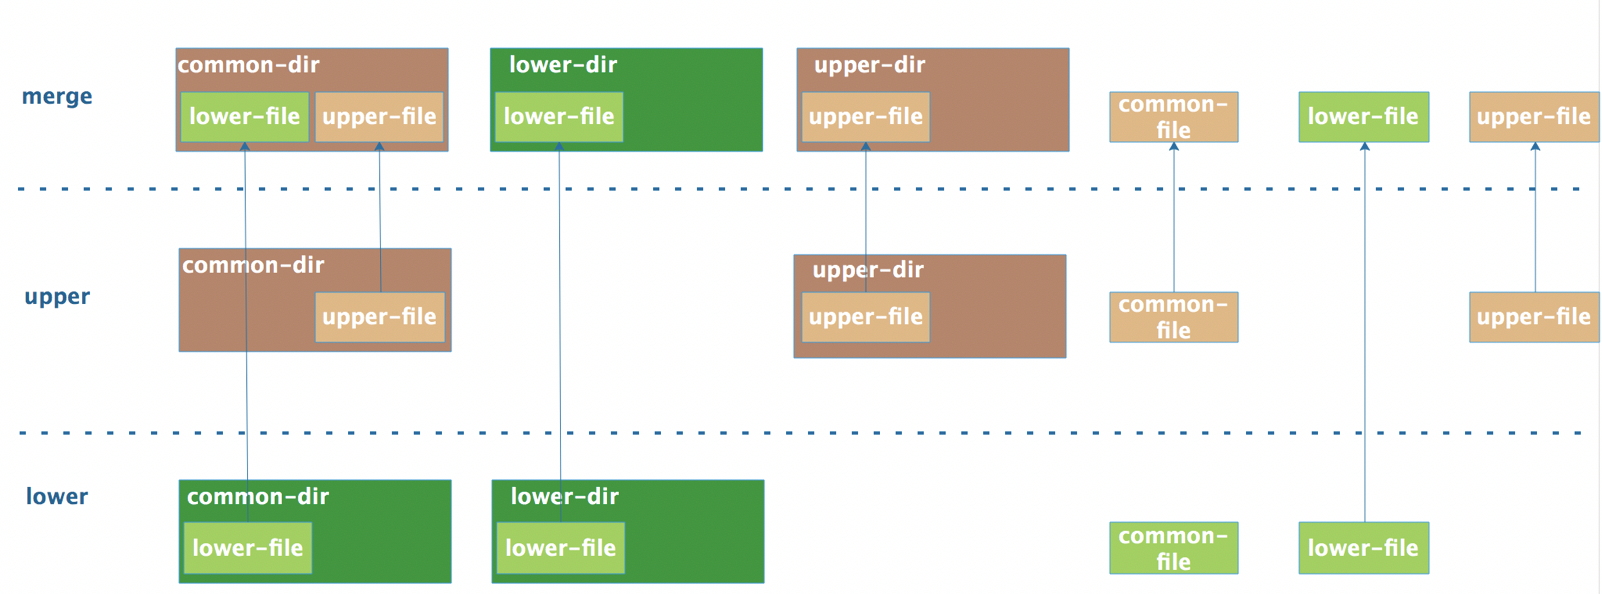 merge
common-dir
lower-file
upper-file
lower-dir
lower-file
upper-dir
upper-file
common-
file
lower-file
upper-file
upper
common-dir
upper-file
upper-dir
upper-file
common-
file
upper-file
lower
common-dir
lower-file
lower-dir
lower-file
common-
file
lower-file